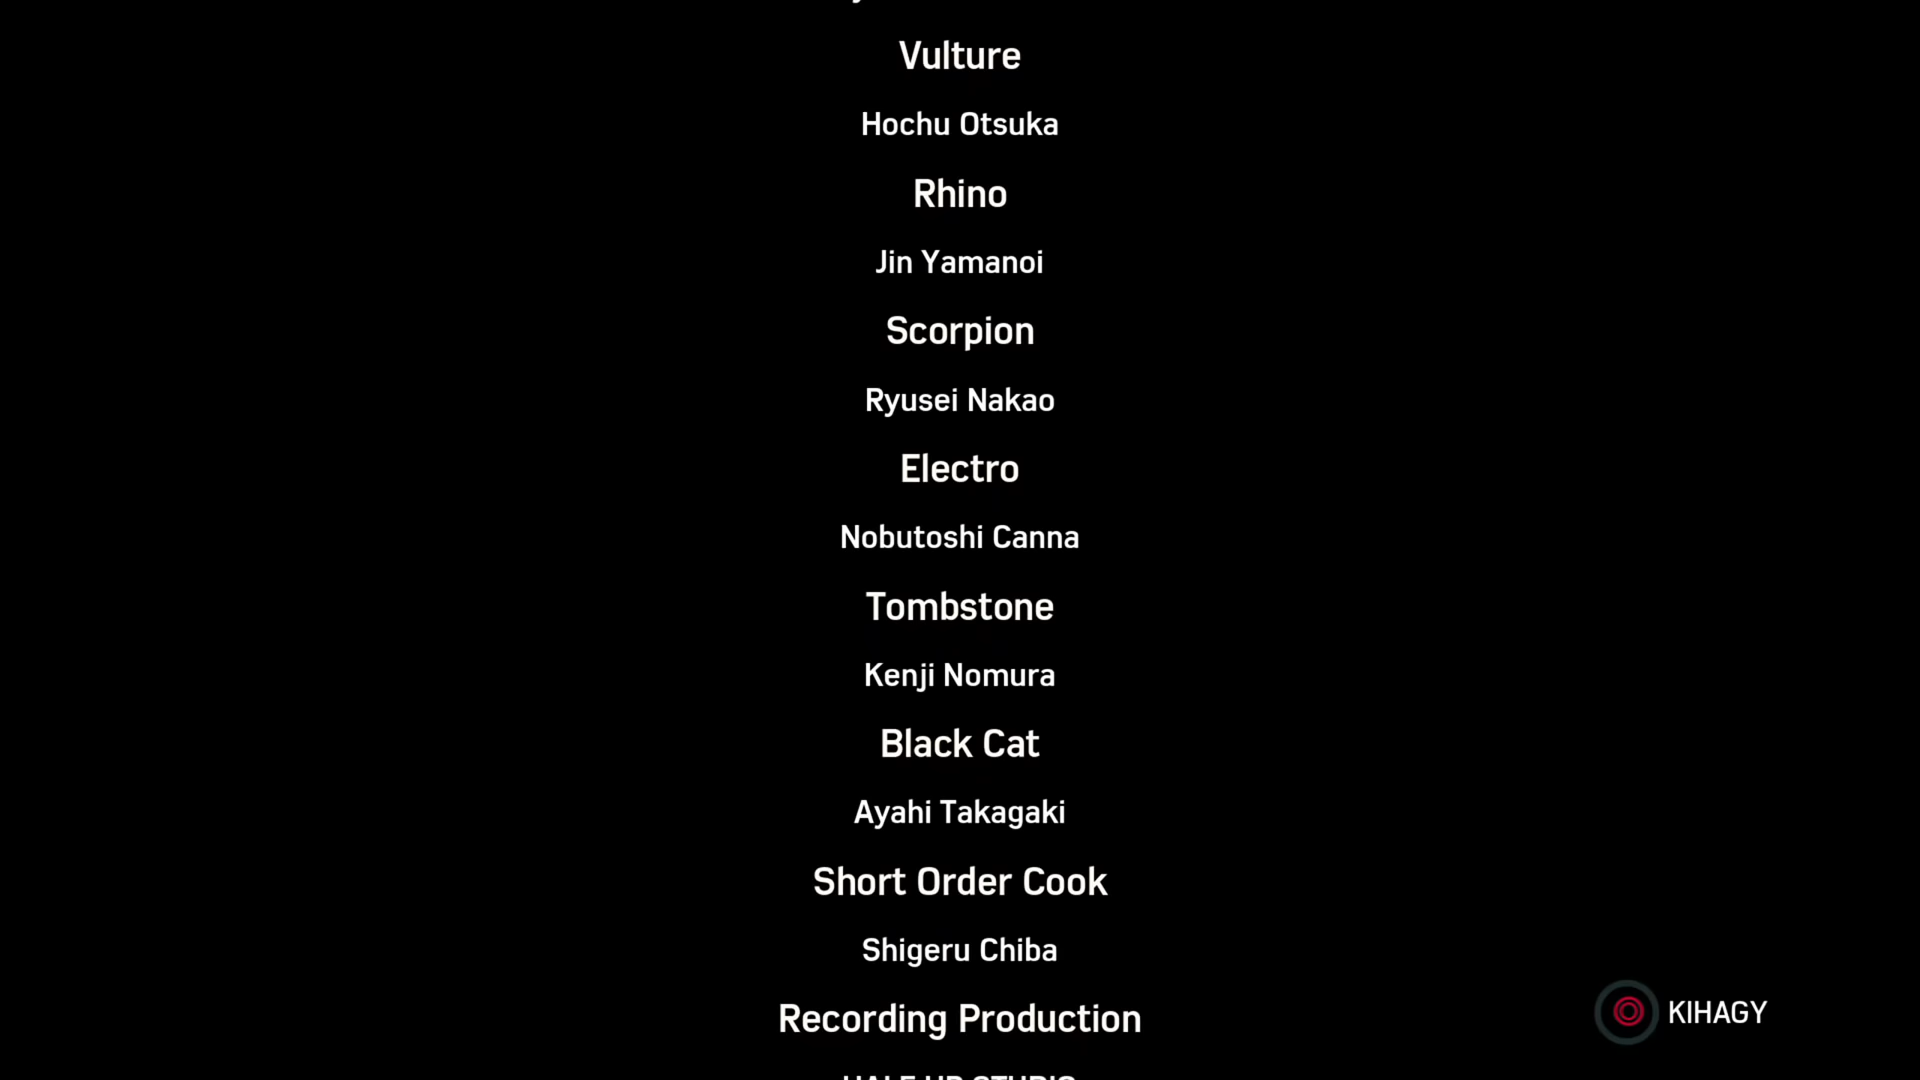 Vulture
Hochu Otsuka
Rhino
Jin Yamanoi
Scorpion
Ryusei Nakao
Electro
Nobutoshi Canna
Tombstone
Kenji Nomura
Black Cat
Ayahi Takagaki
Short Order Cook
Shigeru Chiba
Recording Production
KIHAGY